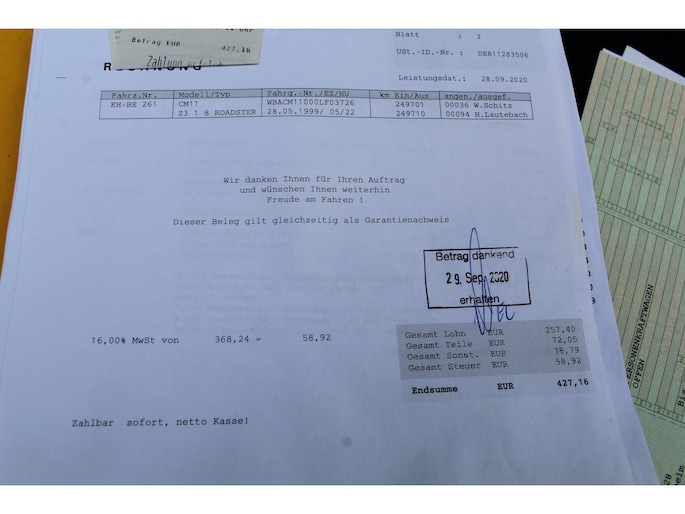 Betrag EUR 427,16
Zahlung erfolgt
Blatt : 3
USt.-ID.-Nr. : DE811283506
Leistungsdat.: 28.09.2020
Fahrz.Nr. Modell/Typ Fahrg.-Nr./EZ/HU km Ein/Aus angen./ausgef.
KH-BE 261 CM11 WBACM11000LF03726 249701 00036 W.Schitz
Z3 1 8 ROADSTER 28.05.1999/ 05/22 249710 00094 H.Lautebach
Wir danken Ihnen für Ihren Auftrag
und wünschen Ihnen weiterhin
Freude am Fahren !
Dieser Beleg gilt gleichzeitig als Garantienachweis
Betrag dankend
29. Sep. 2020
erhalten
16,00% MwSt von 368,24 = 58,92
Gesamt Lohn EUR 257,40
Gesamt Teile EUR 72,05
Gesamt Sonst. EUR 38,79
Gesamt Steuer EUR 58,92
Endsumme EUR 427,16
Zahlbar sofort, netto Kasse!
PERSONENKRAFTWAGEN
OFFEN